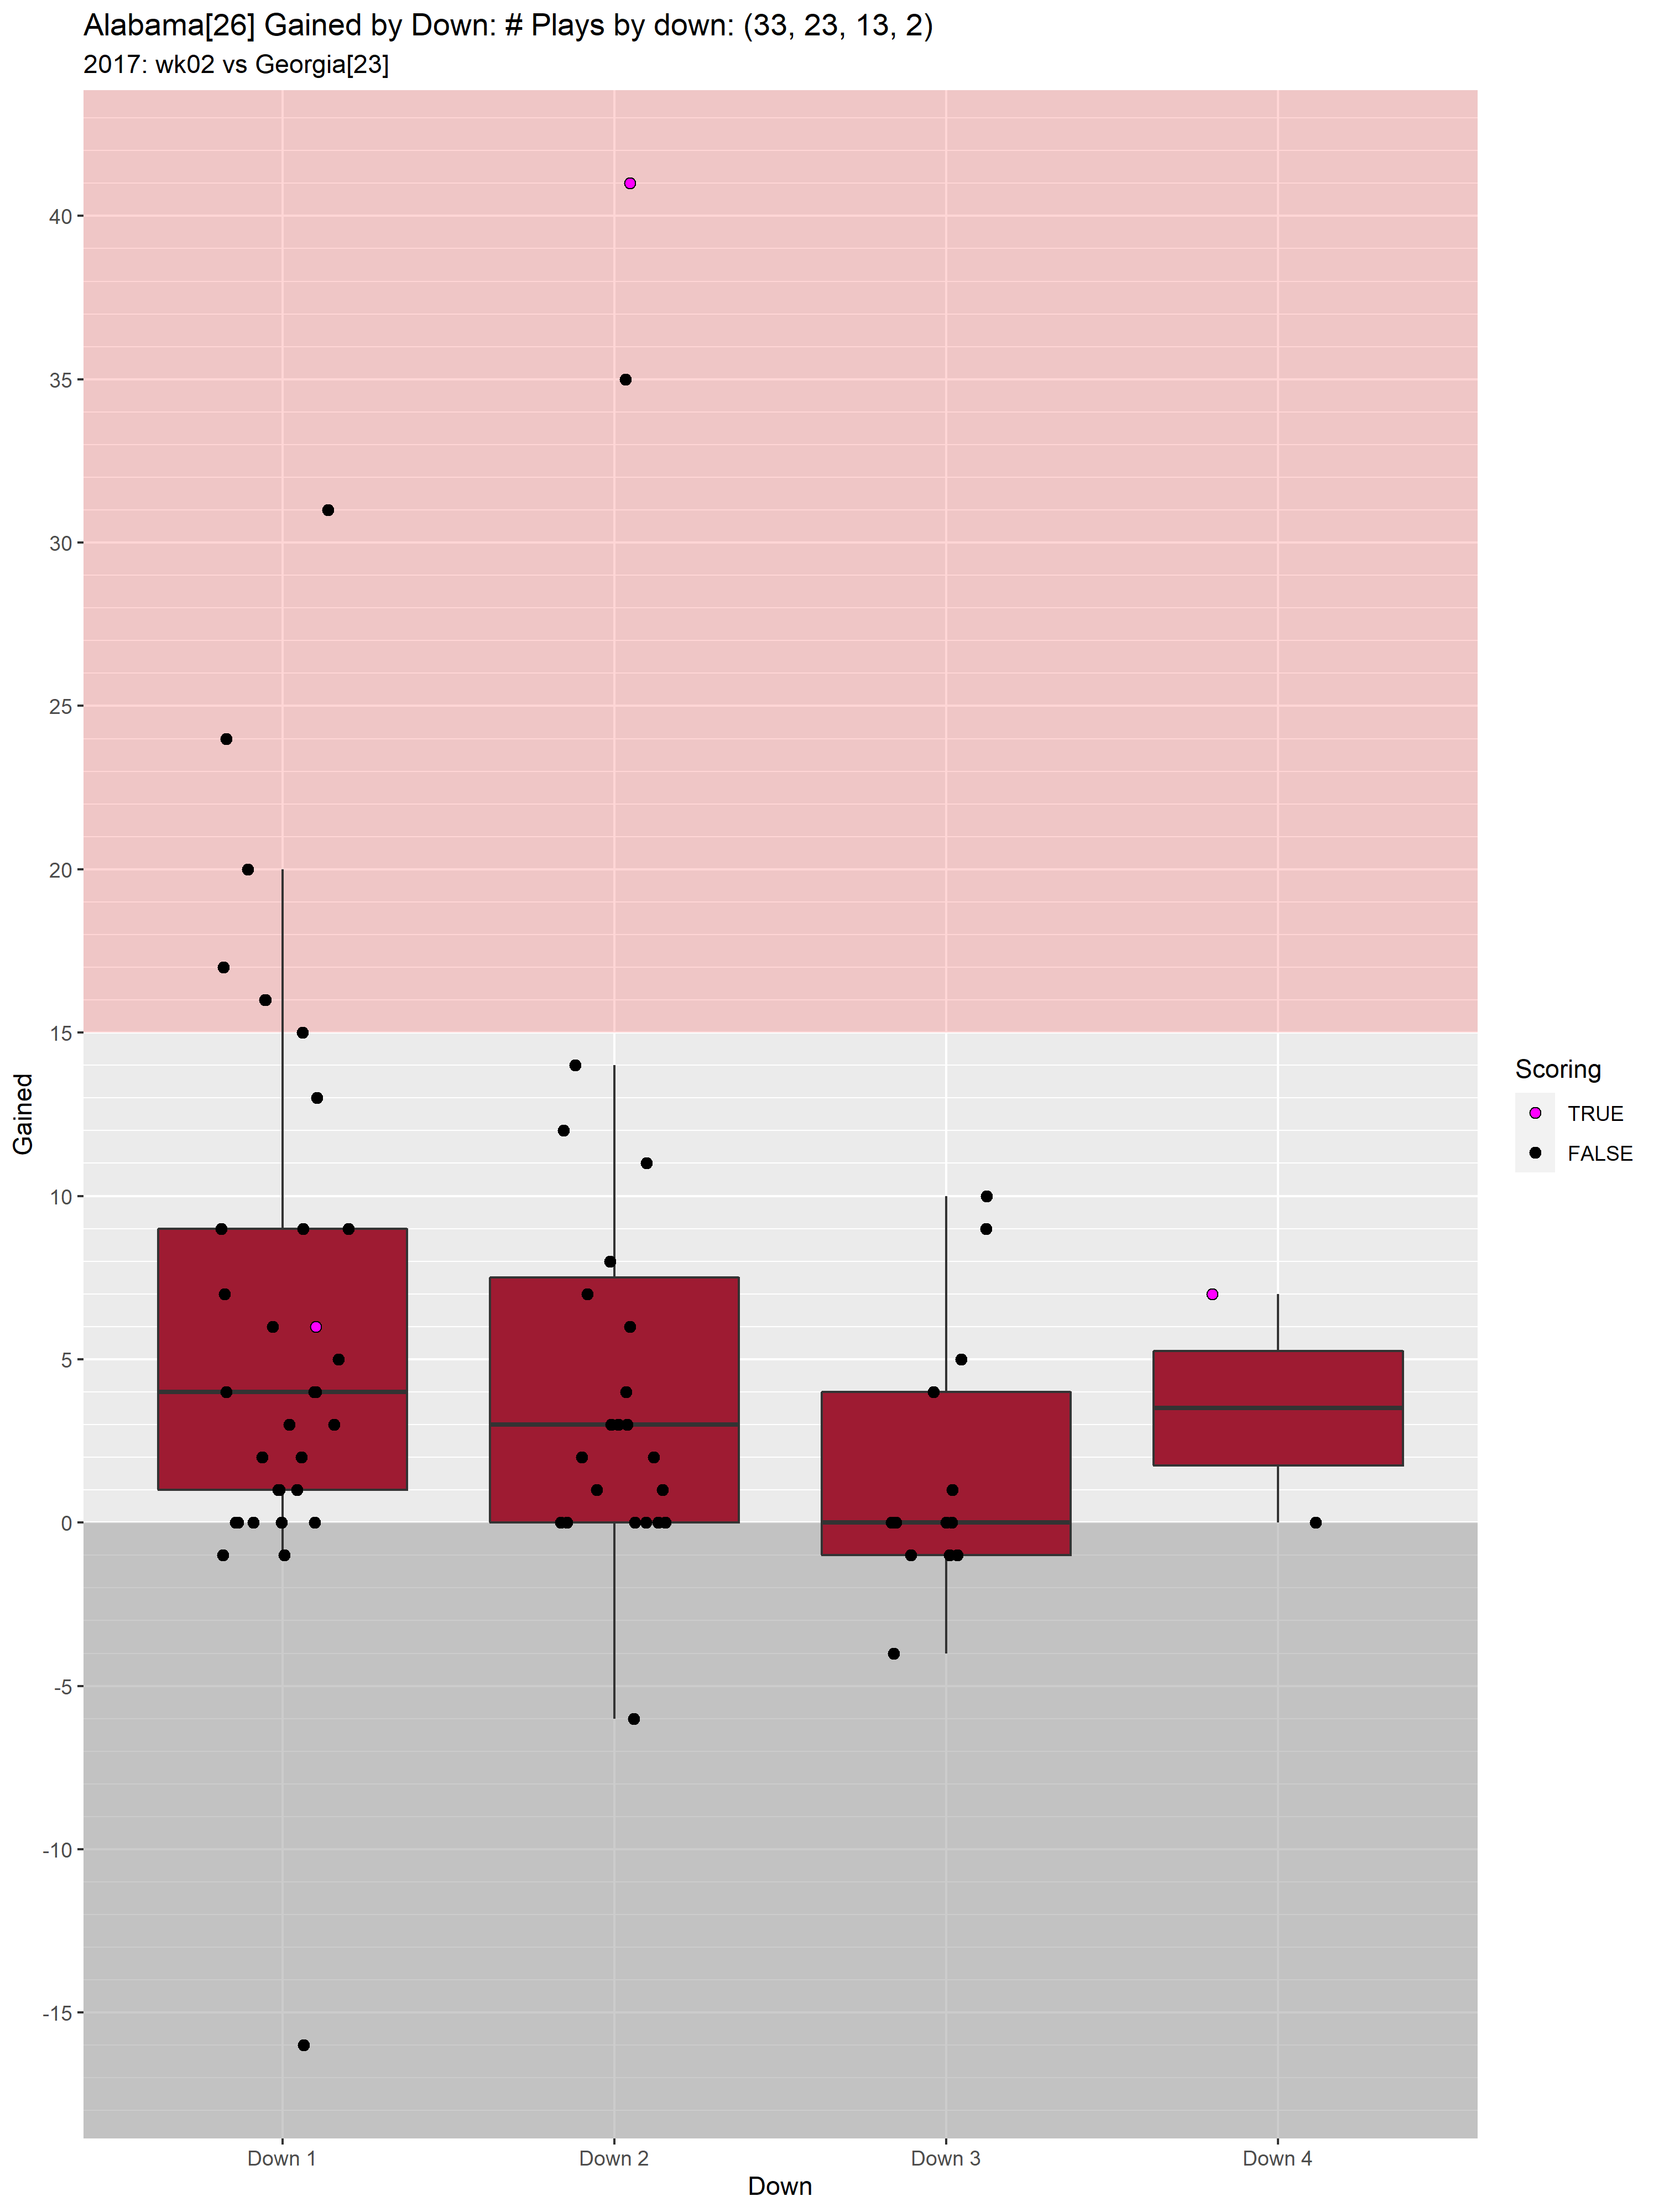 Alabama[26] Gained by Down: # Plays by down: (33, 23, 13, 2)
2017: wk02 vs Georgia[23]
40
35
30
25
20
15
10
5
0
-5
-10
-15
Gained
Down 1
Down 2
Down 3
Down 4
Down
Scoring
TRUE
FALSE